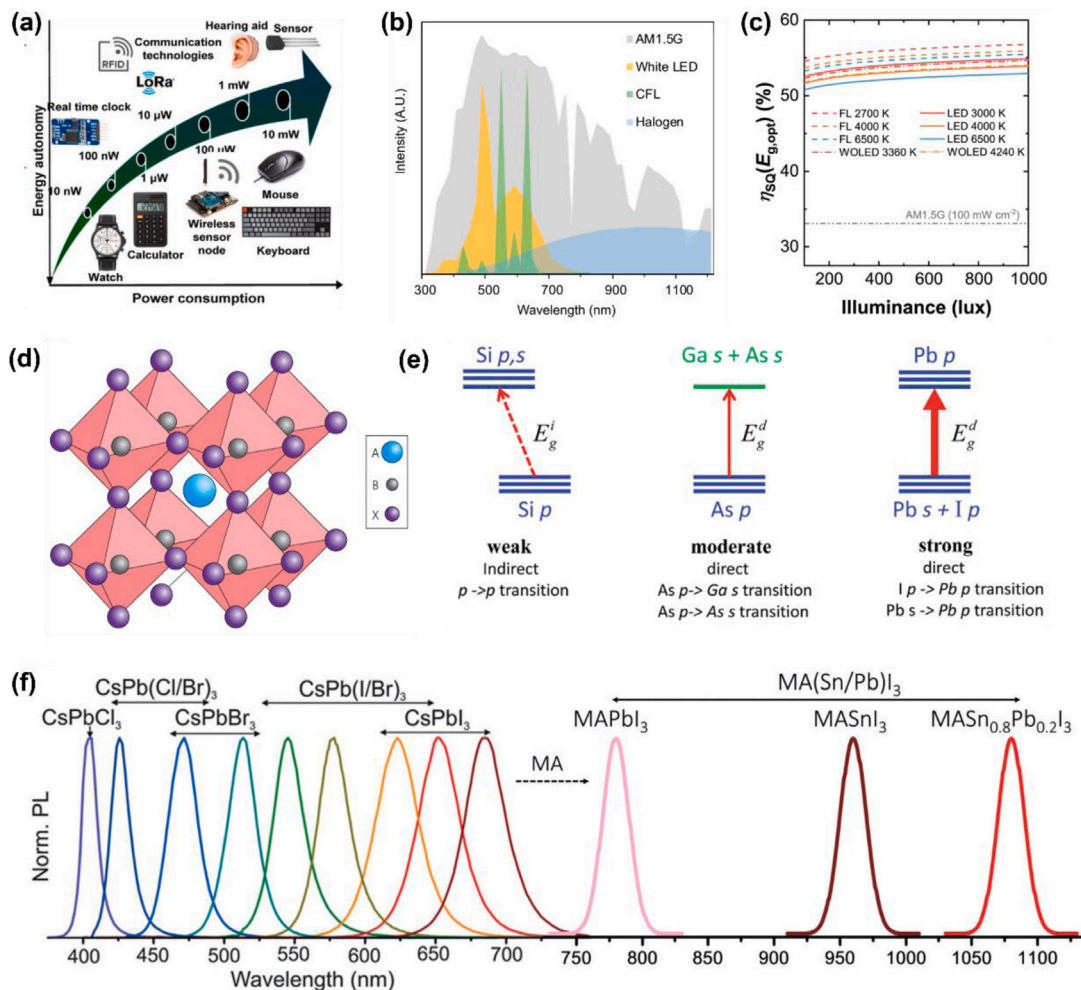 (a)
Hearing aid
Sensor
Communication
technologies
RFID
LoRa
Real time clock
1 mW
10 µW
100 nW
10 mW
10 nW
1 µW
Mouse
Watch
Calculator
Wireless
sensor
node
Keyboard
Energy autonomy
Power consumption
(b)
AM1.5G
White LED
CFL
Halogen
Intensity (A.U.)
300 500 700 900 1100
Wavelength (nm)
(c)
60
50
40
30
ηSQ(Eg,opt) (%)
FL 2700 K LED 3000 K
FL 4000 K LED 4000 K
FL 6500 K LED 6500 K
WOLED 3360 K WOLED 4240 K
AM1.5G (100 mW cm⁻²)
200 400 600 800 1000
Illuminance (lux)
(d)
A
B
X
(e)
Si p,s
Ga s + As s
Pb p
E_g^i
E_g^d
E_g^d
Si p
As p
Pb s + I p
weak
moderate
strong
Indirect
direct
direct
p ->p transition
As p-> Ga s transition
I p -> Pb p transition
As p-> As s transition
Pb s -> Pb p transition
(f)
CsPb(Cl/Br)₃
CsPb(I/Br)₃
MA(Sn/Pb)I₃
CsPbCl₃
CsPbBr₃
CsPbI₃
MAPbI₃
MASnI₃
MASn₀.₈Pb₀.₂I₃
MA
Norm. PL
400 450 500 550 600 650 700 750 800 850 900 950 1000 1050 1100
Wavelength (nm)